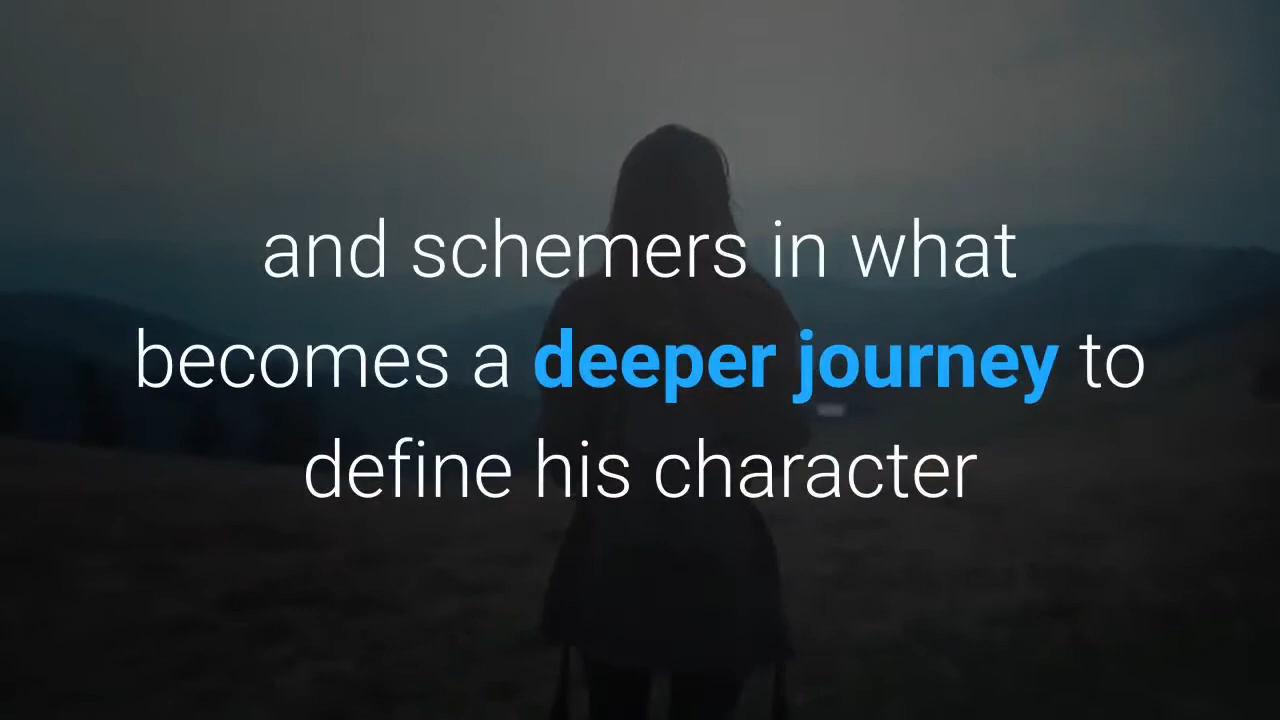 and schemers in what
becomes a deeper journey to
define his character